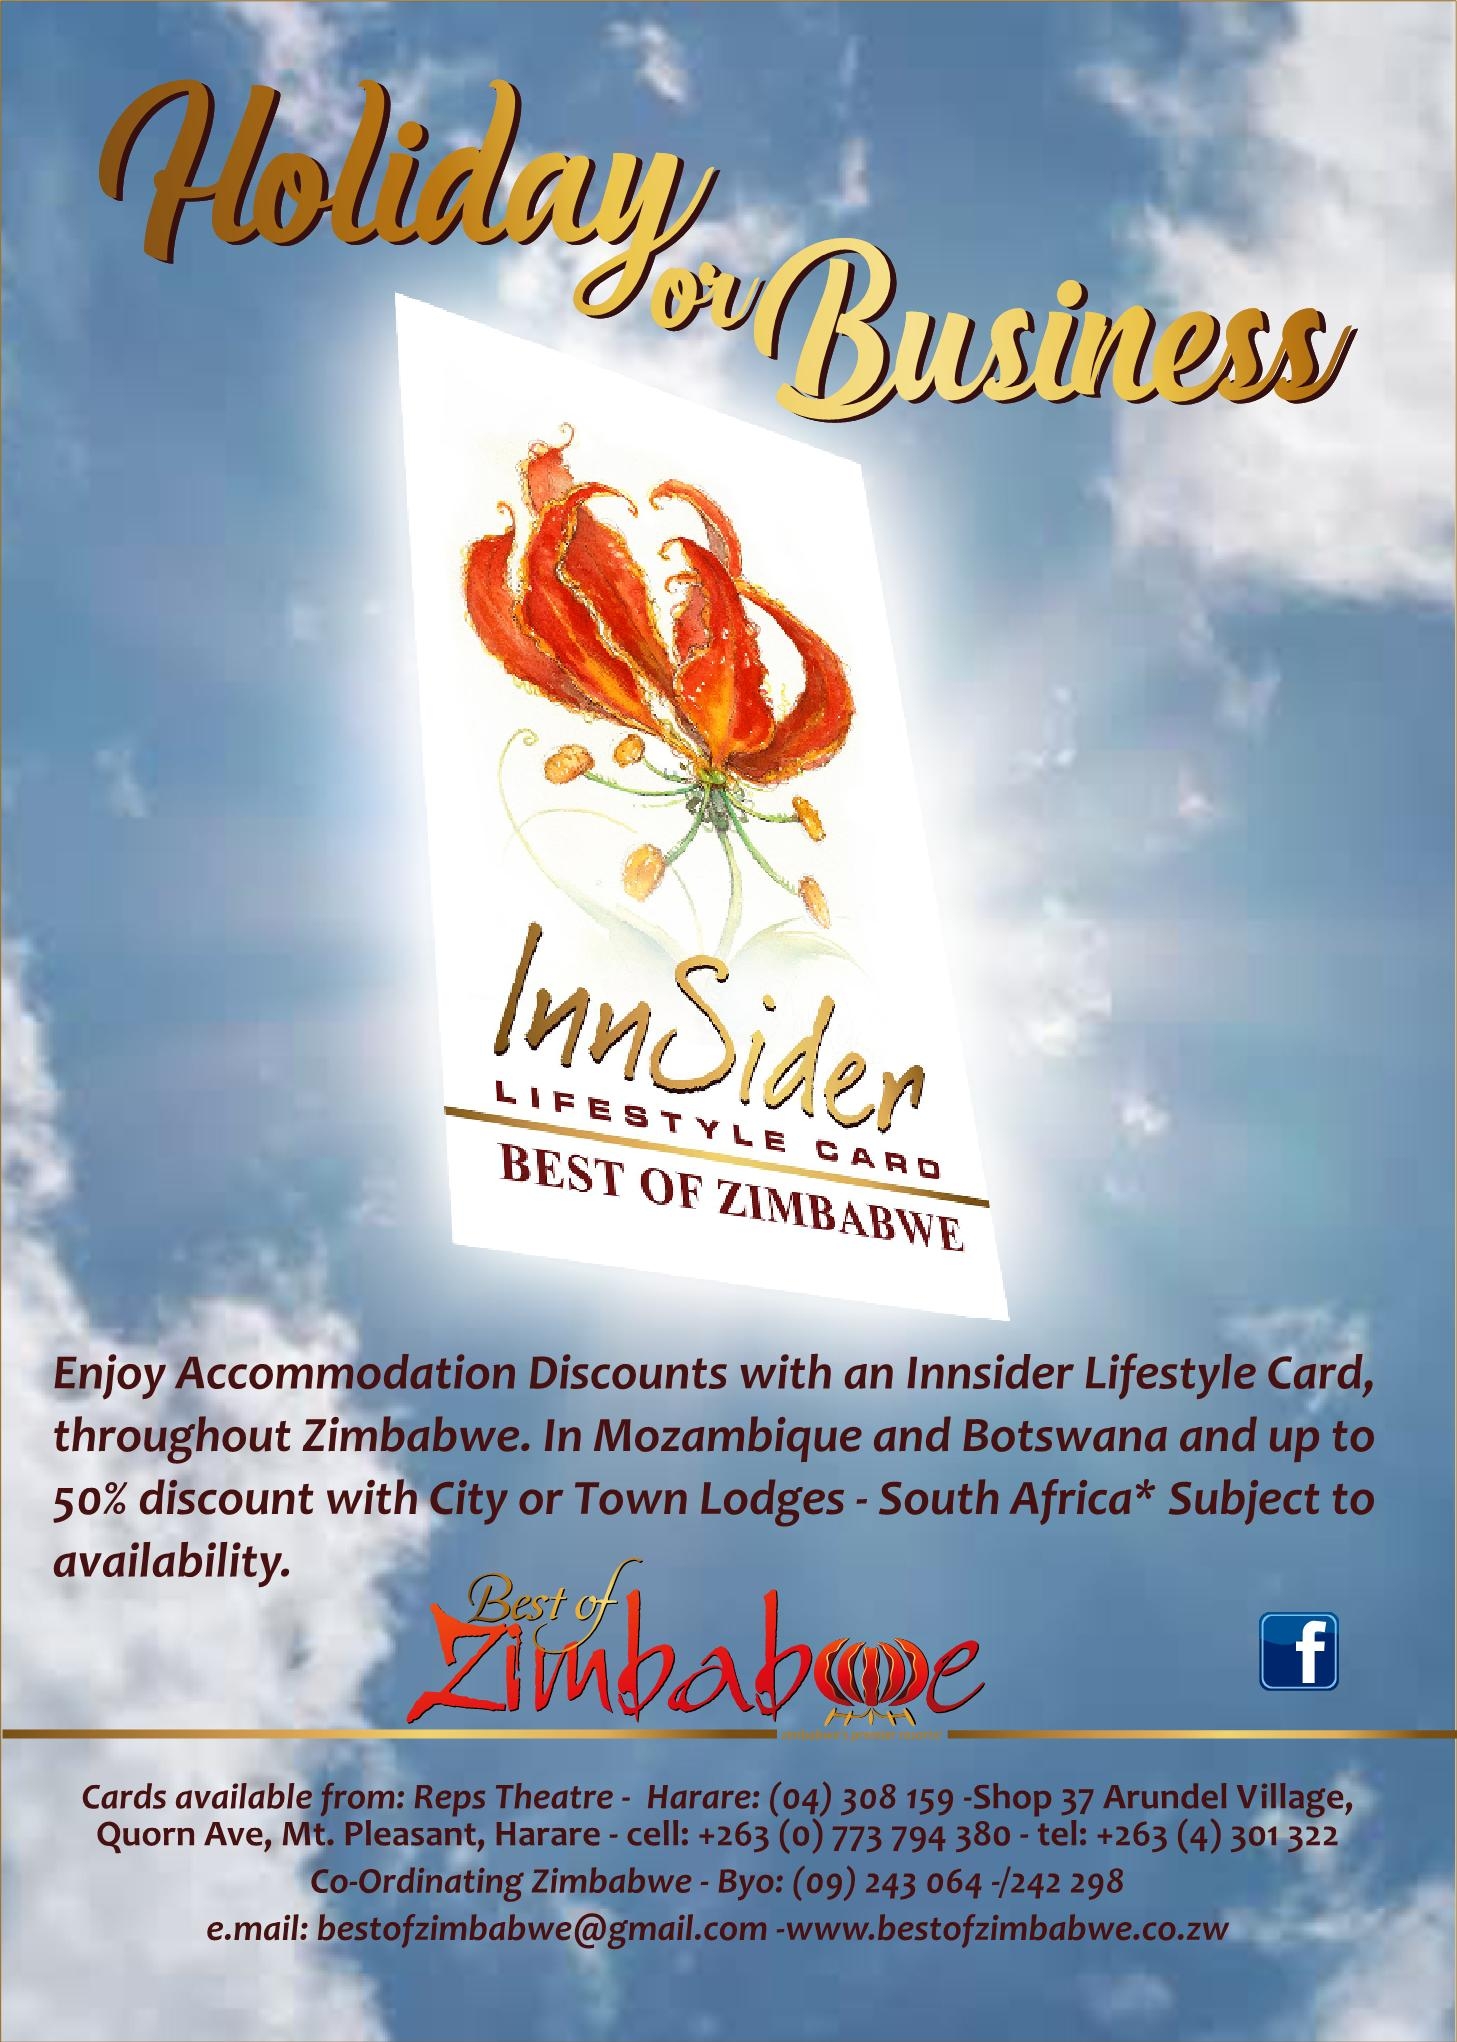 Holiday
or Business
InnSider
LIFESTYLE CARD
BEST OF ZIMBABWE
Enjoy Accommodation Discounts with an Innsider Lifestyle Card,
throughout Zimbabwe. In Mozambique and Botswana and up to
50% discount with City or Town Lodges - South Africa* Subject to
availability.
Best of
Zimbabwe
f
Cards available from: Reps Theatre - Harare: (04) 308 159 -Shop 37 Arundel Village,
Quorn Ave, Mt. Pleasant, Harare - cell: +263 (0) 773 794 380 - tel: +263 (4) 301 322
Co-Ordinating Zimbabwe - Byo: (09) 243 064 -/242 298
e.mail: bestofzimbabwe@gmail.com -www.bestofzimbabwe.co.zw